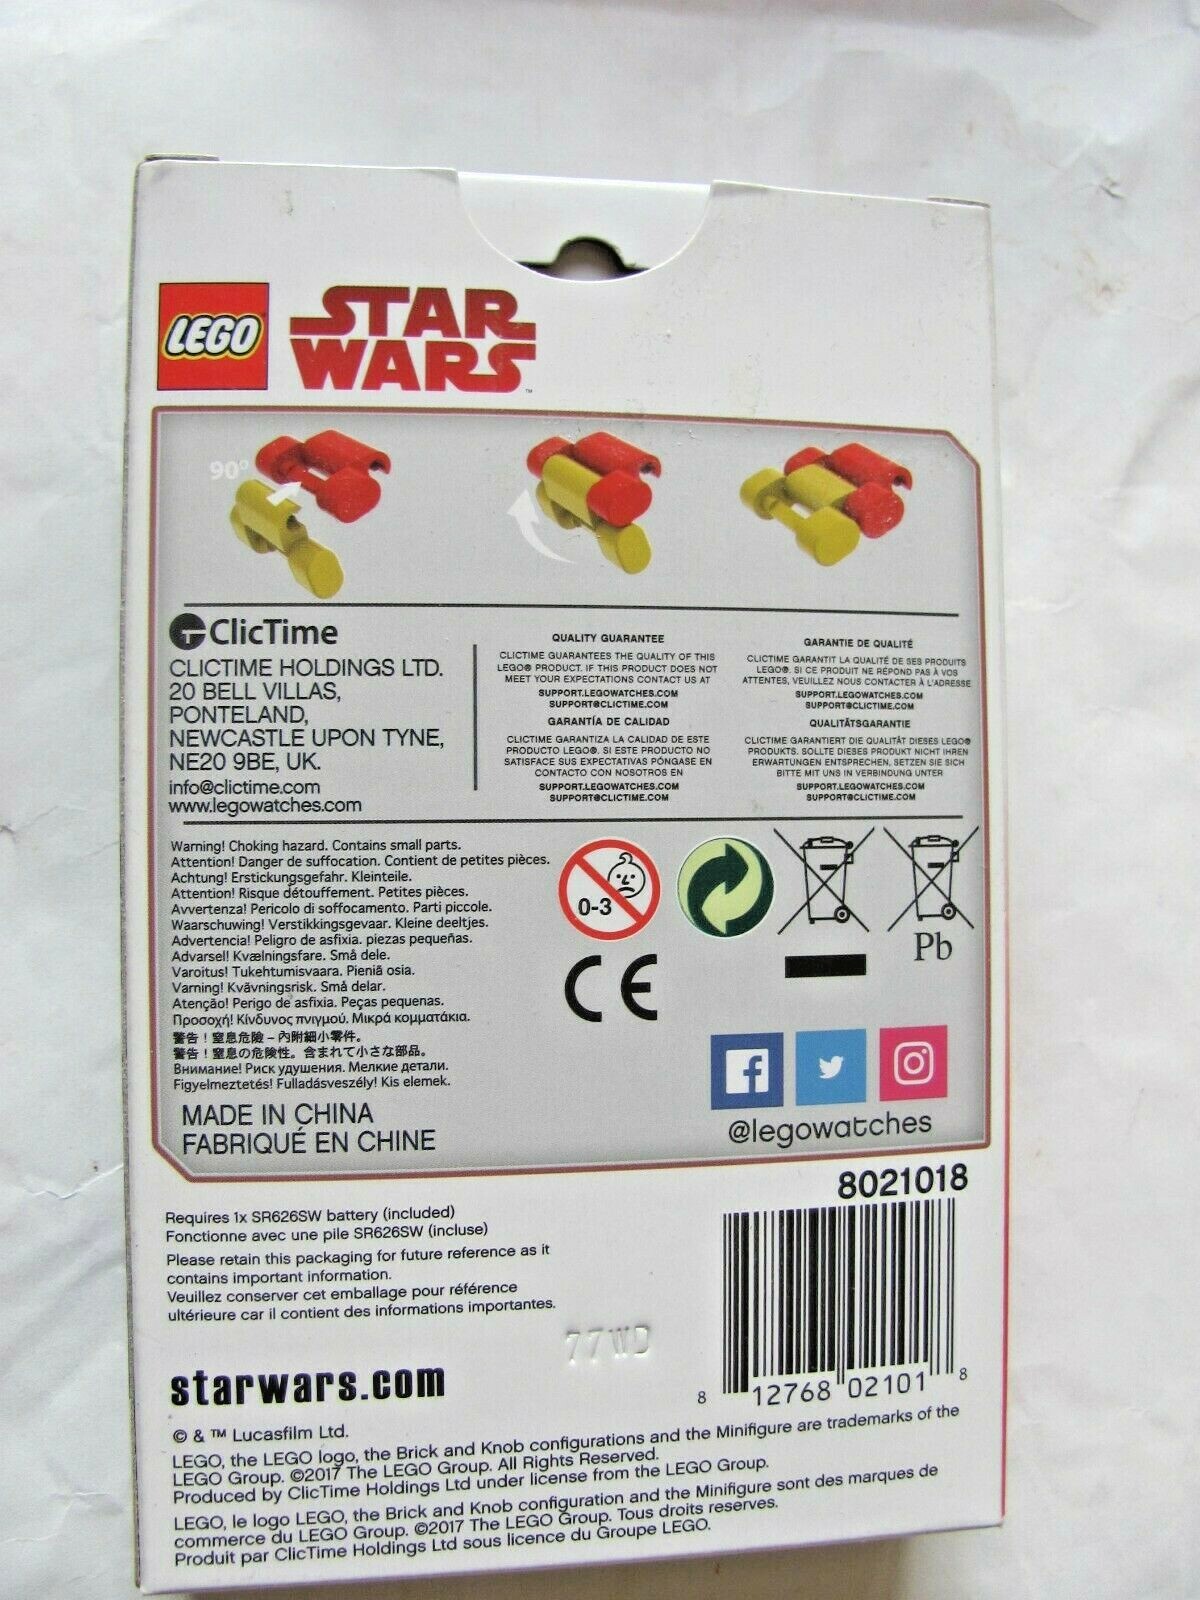 LEGO
STAR
WARS™
90°
ClicTime
CLICTIME HOLDINGS LTD.
20 BELL VILLAS,
PONTELAND,
NEWCASTLE UPON TYNE,
NE20 9BE, UK.
info@clictime.com
www.legowatches.com
QUALITY GUARANTEE
CLICTIME GUARANTEES THE QUALITY OF THIS
LEGO® PRODUCT. IF THIS PRODUCT DOES NOT
MEET YOUR EXPECTATIONS CONTACT US AT
SUPPORT.LEGOWATCHES.COM
SUPPORT@CLICTIME.COM
GARANTÍA DE CALIDAD
CLICTIME GARANTIZA LA CALIDAD DE ESTE
PRODUCTO LEGO®. SI ESTE PRODUCTO NO
SATISFACE SUS EXPECTATIVAS PÓNGASE EN
CONTACTO CON NOSOTROS EN
SUPPORT.LEGOWATCHES.COM
SUPPORT@CLICTIME.COM
GARANTIE DE QUALITÉ
CLICTIME GARANTIT LA QUALITÉ DE SES PRODUITS
LEGO®. SI CE PRODUIT NE RÉPOND PAS À VOS
ATTENTES, VEUILLEZ NOUS CONTACTER À L'ADRESSE
SUPPORT.LEGOWATCHES.COM
SUPPORT@CLICTIME.COM
QUALITÄTSGARANTIE
CLICTIME GARANTIERT DIE QUALITÄT DIESES LEGO®
PRODUKTS. SOLLTE DIESES PRODUKT NICHT IHREN
ERWARTUNGEN ENTSPRECHEN, SETZEN SIE SICH
BITTE MIT UNS IN VERBINDUNG UNTER
SUPPORT.LEGOWATCHES.COM
SUPPORT@CLICTIME.COM
Warning! Choking hazard. Contains small parts.
Attention! Danger de suffocation. Contient de petites pièces.
Achtung! Erstickungsgefahr. Kleinteile.
Attention! Risque détouffement. Petites pièces.
Avvertenza! Pericolo di soffocamento. Parti piccole.
Waarschuwing! Verstikkingsgevaar. Kleine deeltjes.
Advertencia! Peligro de asfixia. piezas pequeñas.
Advarsel! Kvælningsfare. Små dele.
Varoitus! Tukehtumisvaara. Pieniä osia.
Varning! Kvävningsrisk. Små delar.
Atenção! Perigo de asfixia. Peças pequenas.
Προσοχή! Κίνδυνος πνιγμού. Μικρά κομματάκια.
警告！窒息危險 – 內附細小零件。
警告！窒息の危険性。含まれて小さな部品。
Внимание! Риск удушения. Мелкие детали.
Figyelmeztetés! Fulladásveszély! Kis elemek.
MADE IN CHINA
FABRIQUÉ EN CHINE
0-3
CE
Pb
@legowatches
8021018
Requires 1x SR626SW battery (included)
Fonctionne avec une pile SR626SW (incluse)
Please retain this packaging for future reference as it
contains important information.
Veuillez conserver cet emballage pour référence
ultérieure car il contient des informations importantes.
77WD
8 12768 02101 8
starwars.com
© & ™ Lucasfilm Ltd.
LEGO, the LEGO logo, the Brick and Knob configurations and the Minifigure are trademarks of the
LEGO Group. ©2017 The LEGO Group. All Rights Reserved.
Produced by ClicTime Holdings Ltd under license from the LEGO Group.
LEGO, le logo LEGO, the Brick and Knob configuration and the Minifigure sont des marques de
commerce du LEGO Group. ©2017 The LEGO Group. Tous droits reserves.
Produit par ClicTime Holdings Ltd sous licence du Groupe LEGO.